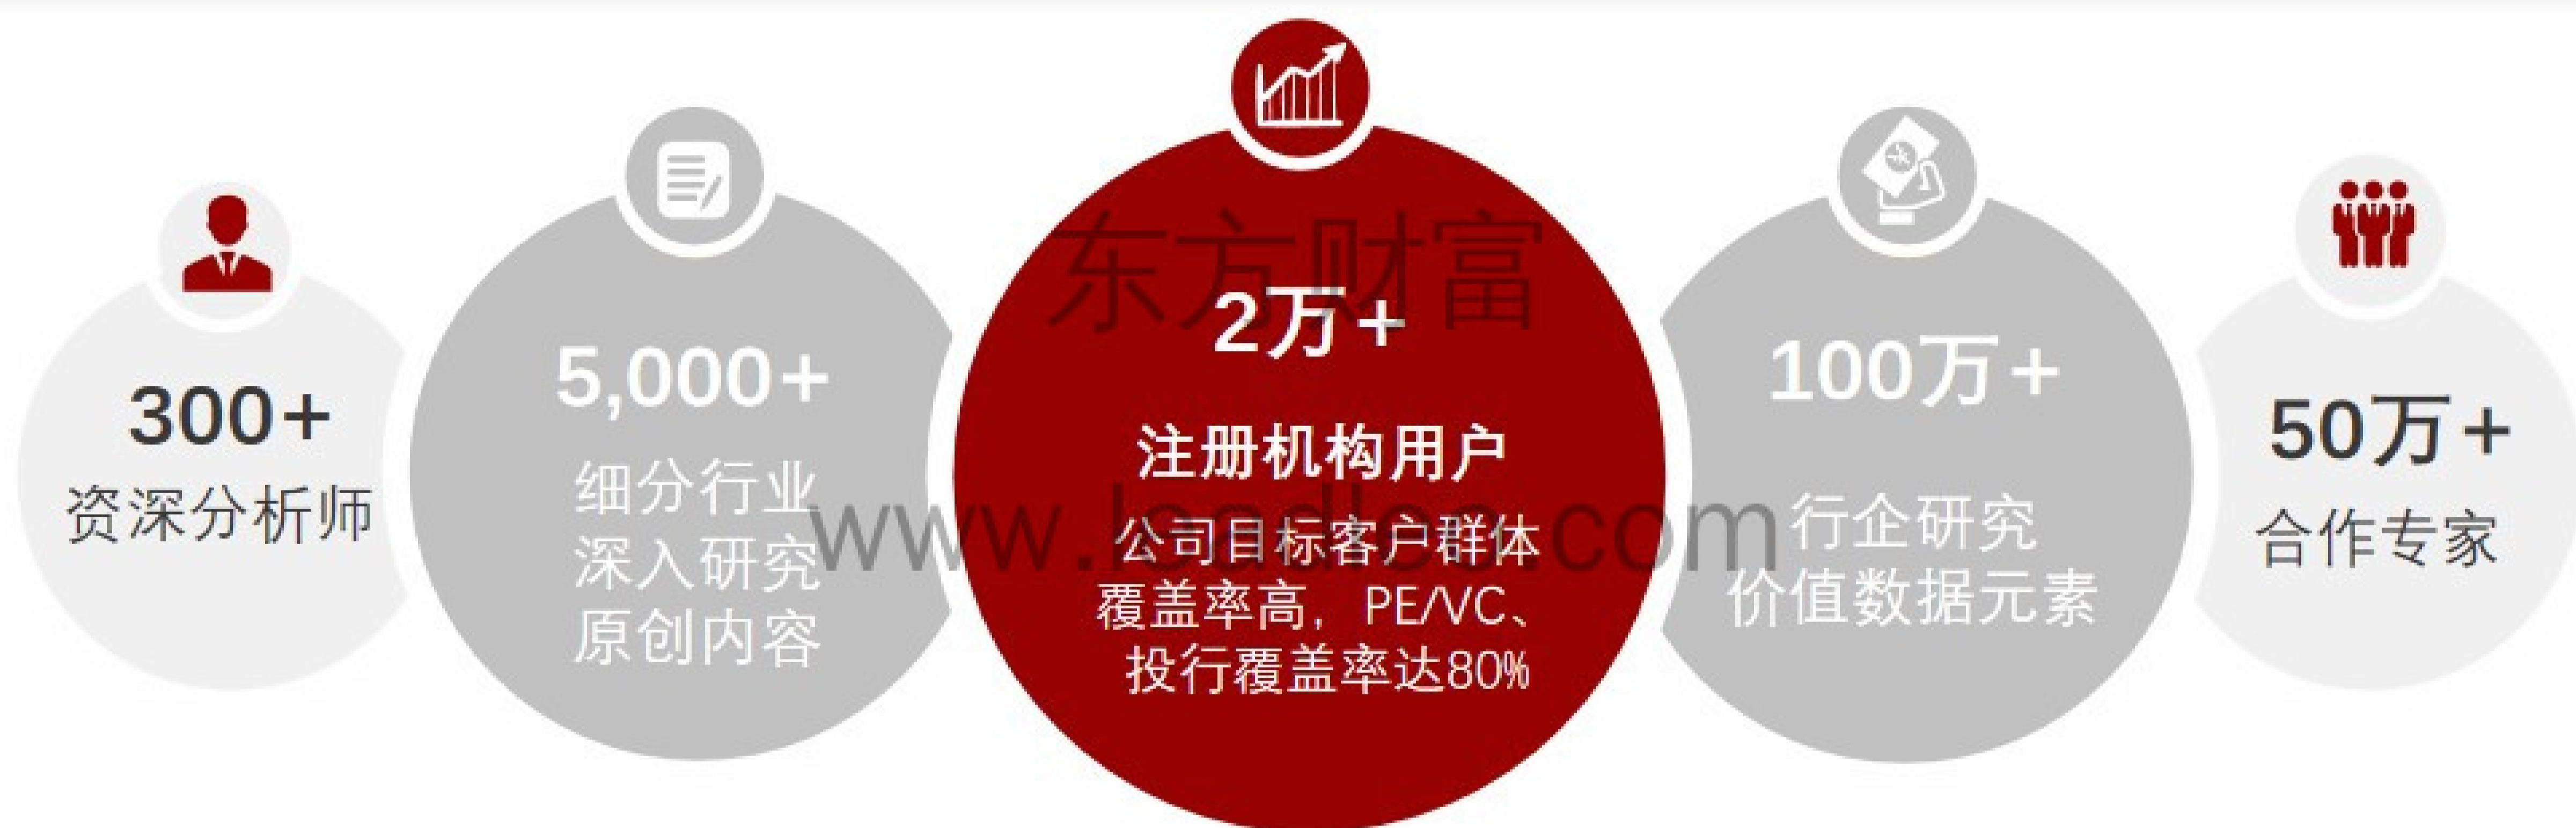 300+
资深分析师
5,000+
细分行业
深入研究
原创内容
东方财富
2万+
注册机构用户
公司目标客户群体
覆盖率高，PE/VC、
投行覆盖率达80%
www.leadleo.com
100万+
行企研究
价值数据元素
50万+
合作专家